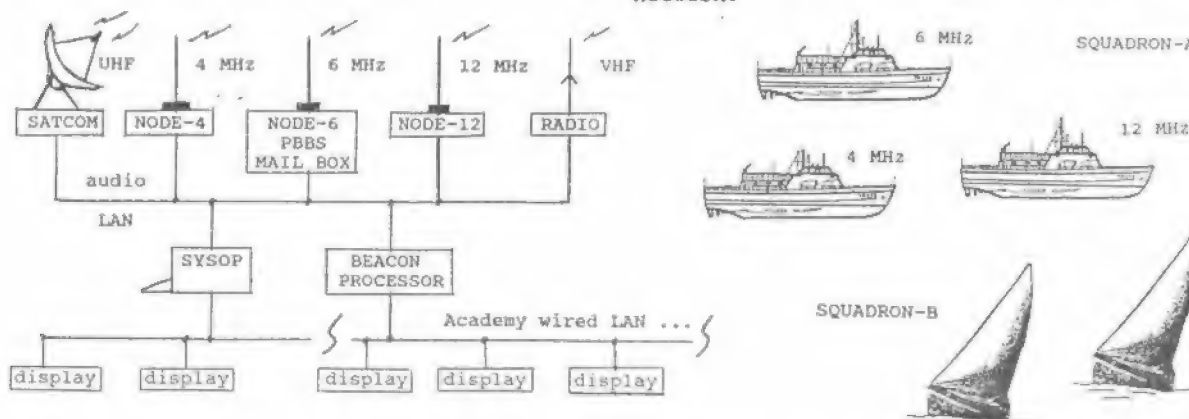 UHF
4 MHz
6 MHz
12 MHz
VHF
SATCOM
NODE-4
NODE-6
PBBS
MAIL BOX
NODE-12
RADIO
audio
LAN
SYSOP
BEACON
PROCESSOR
Academy wired LAN ...
display
display
display
display
display
6 MHz
SQUADRON-A
12 MHz
4 MHz
SQUADRON-B